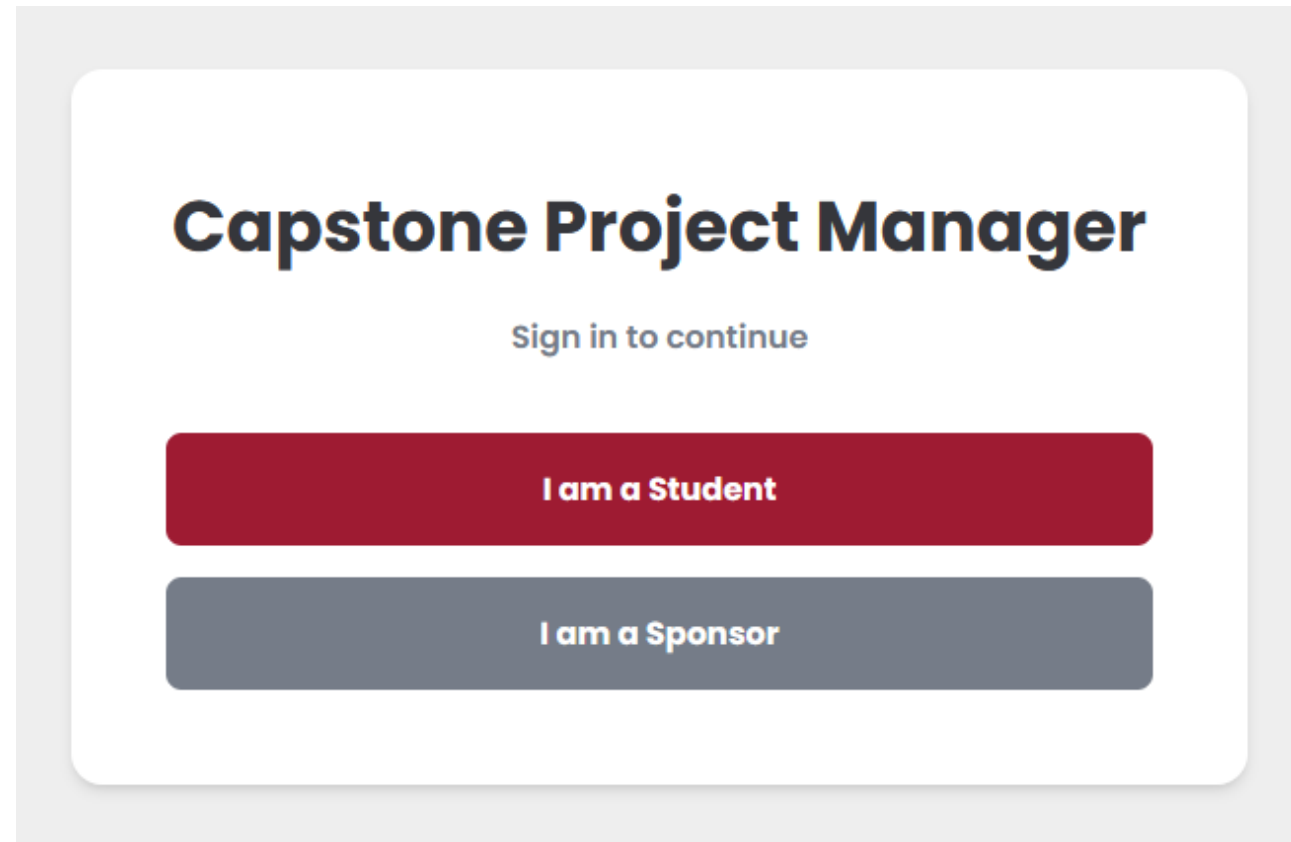 Capstone Project Manager
Sign in to continue
I am a Student
I am a Sponsor